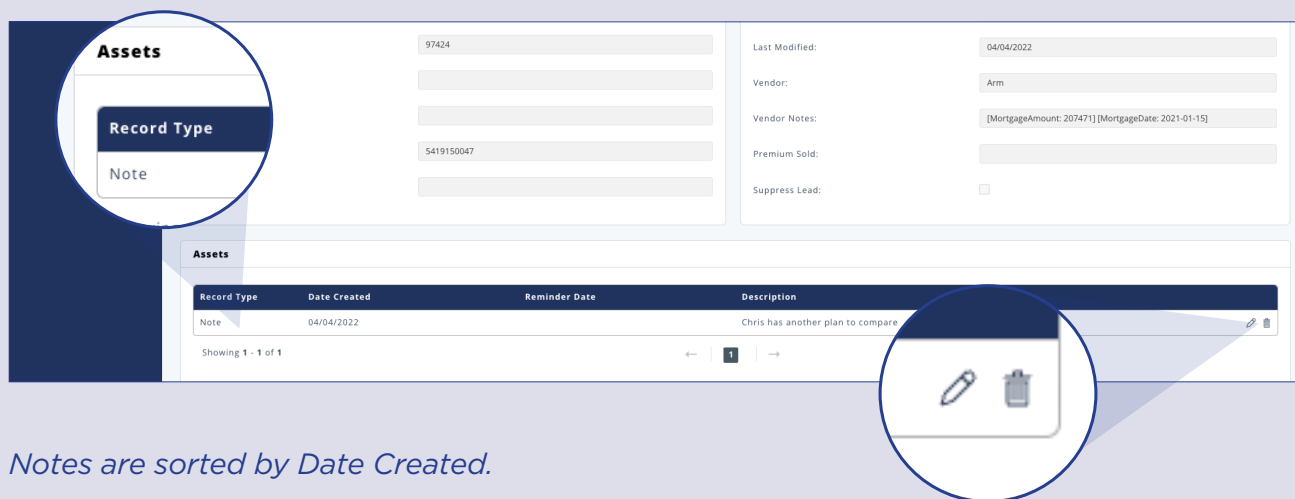 Assets
Record Type
Note
97424
5419150047
Last Modified: 04/04/2022
Vendor: Arm
Vendor Notes: [MortgageAmount: 207471] [MortgageDate: 2021-01-15]
Premium Sold:
Suppress Lead:
Assets
Record Type Date Created Reminder Date Description
Note 04/04/2022 Chris has another plan to compare
Showing 1 - 1 of 1 ← 1 →
Notes are sorted by Date Created.